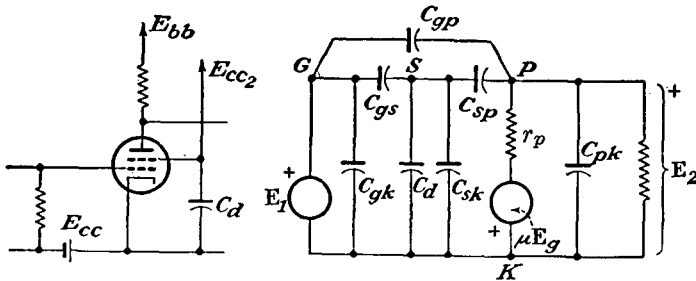 E_bb
E_cc2
C_d
E_cc
C_gp
G
S
P
C_gs
C_sp
r_p
+
E_1
C_gk
C_d
C_sk
C_pk
+
E_2
+
μE_g
K